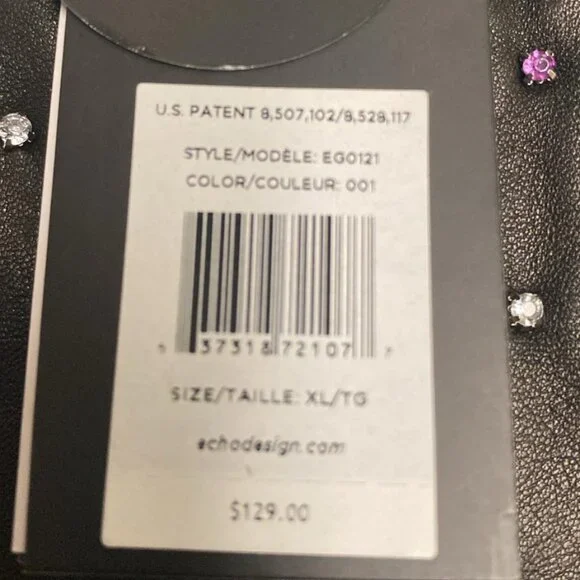 U.S. PATENT 8,507,102/8,528,117
STYLE/MODÈLE: EG0121
COLOR/COULEUR: 001
37318 72107 7
SIZE/TAILLE: XL/TG
echodesign.com
$129.00